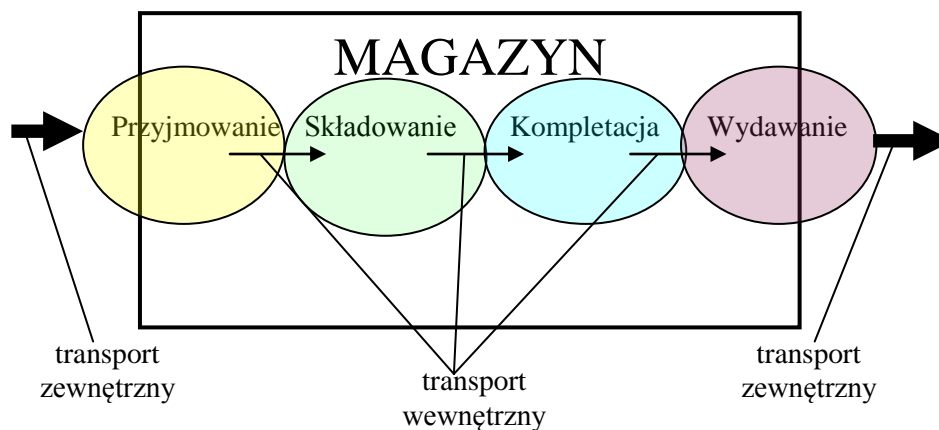 MAGAZYN
Przyjmowanie Składowanie Kompletacja Wydawanie
transport
zewnętrzny
transport
wewnętrzny
transport
zewnętrzny